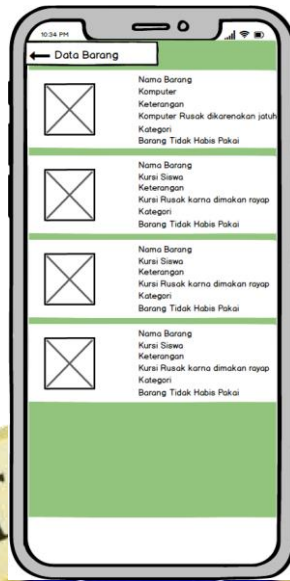 10:34 PM
Data Barang
Nama Barang
Komputer
Keterangan
Komputer Rusak dikarenakan jatuh
Kategori
Barang Tidak Habis Pakai
Nama Barang
Kursi Siswa
Keterangan
Kursi Rusak karna dimakan rayap
Kategori
Barang Tidak Habis Pakai
Nama Barang
Kursi Siswa
Keterangan
Kursi Rusak karna dimakan rayap
Kategori
Barang Tidak Habis Pakai
Nama Barang
Kursi Siswa
Keterangan
Kursi Rusak karna dimakan rayap
Kategori
Barang Tidak Habis Pakai